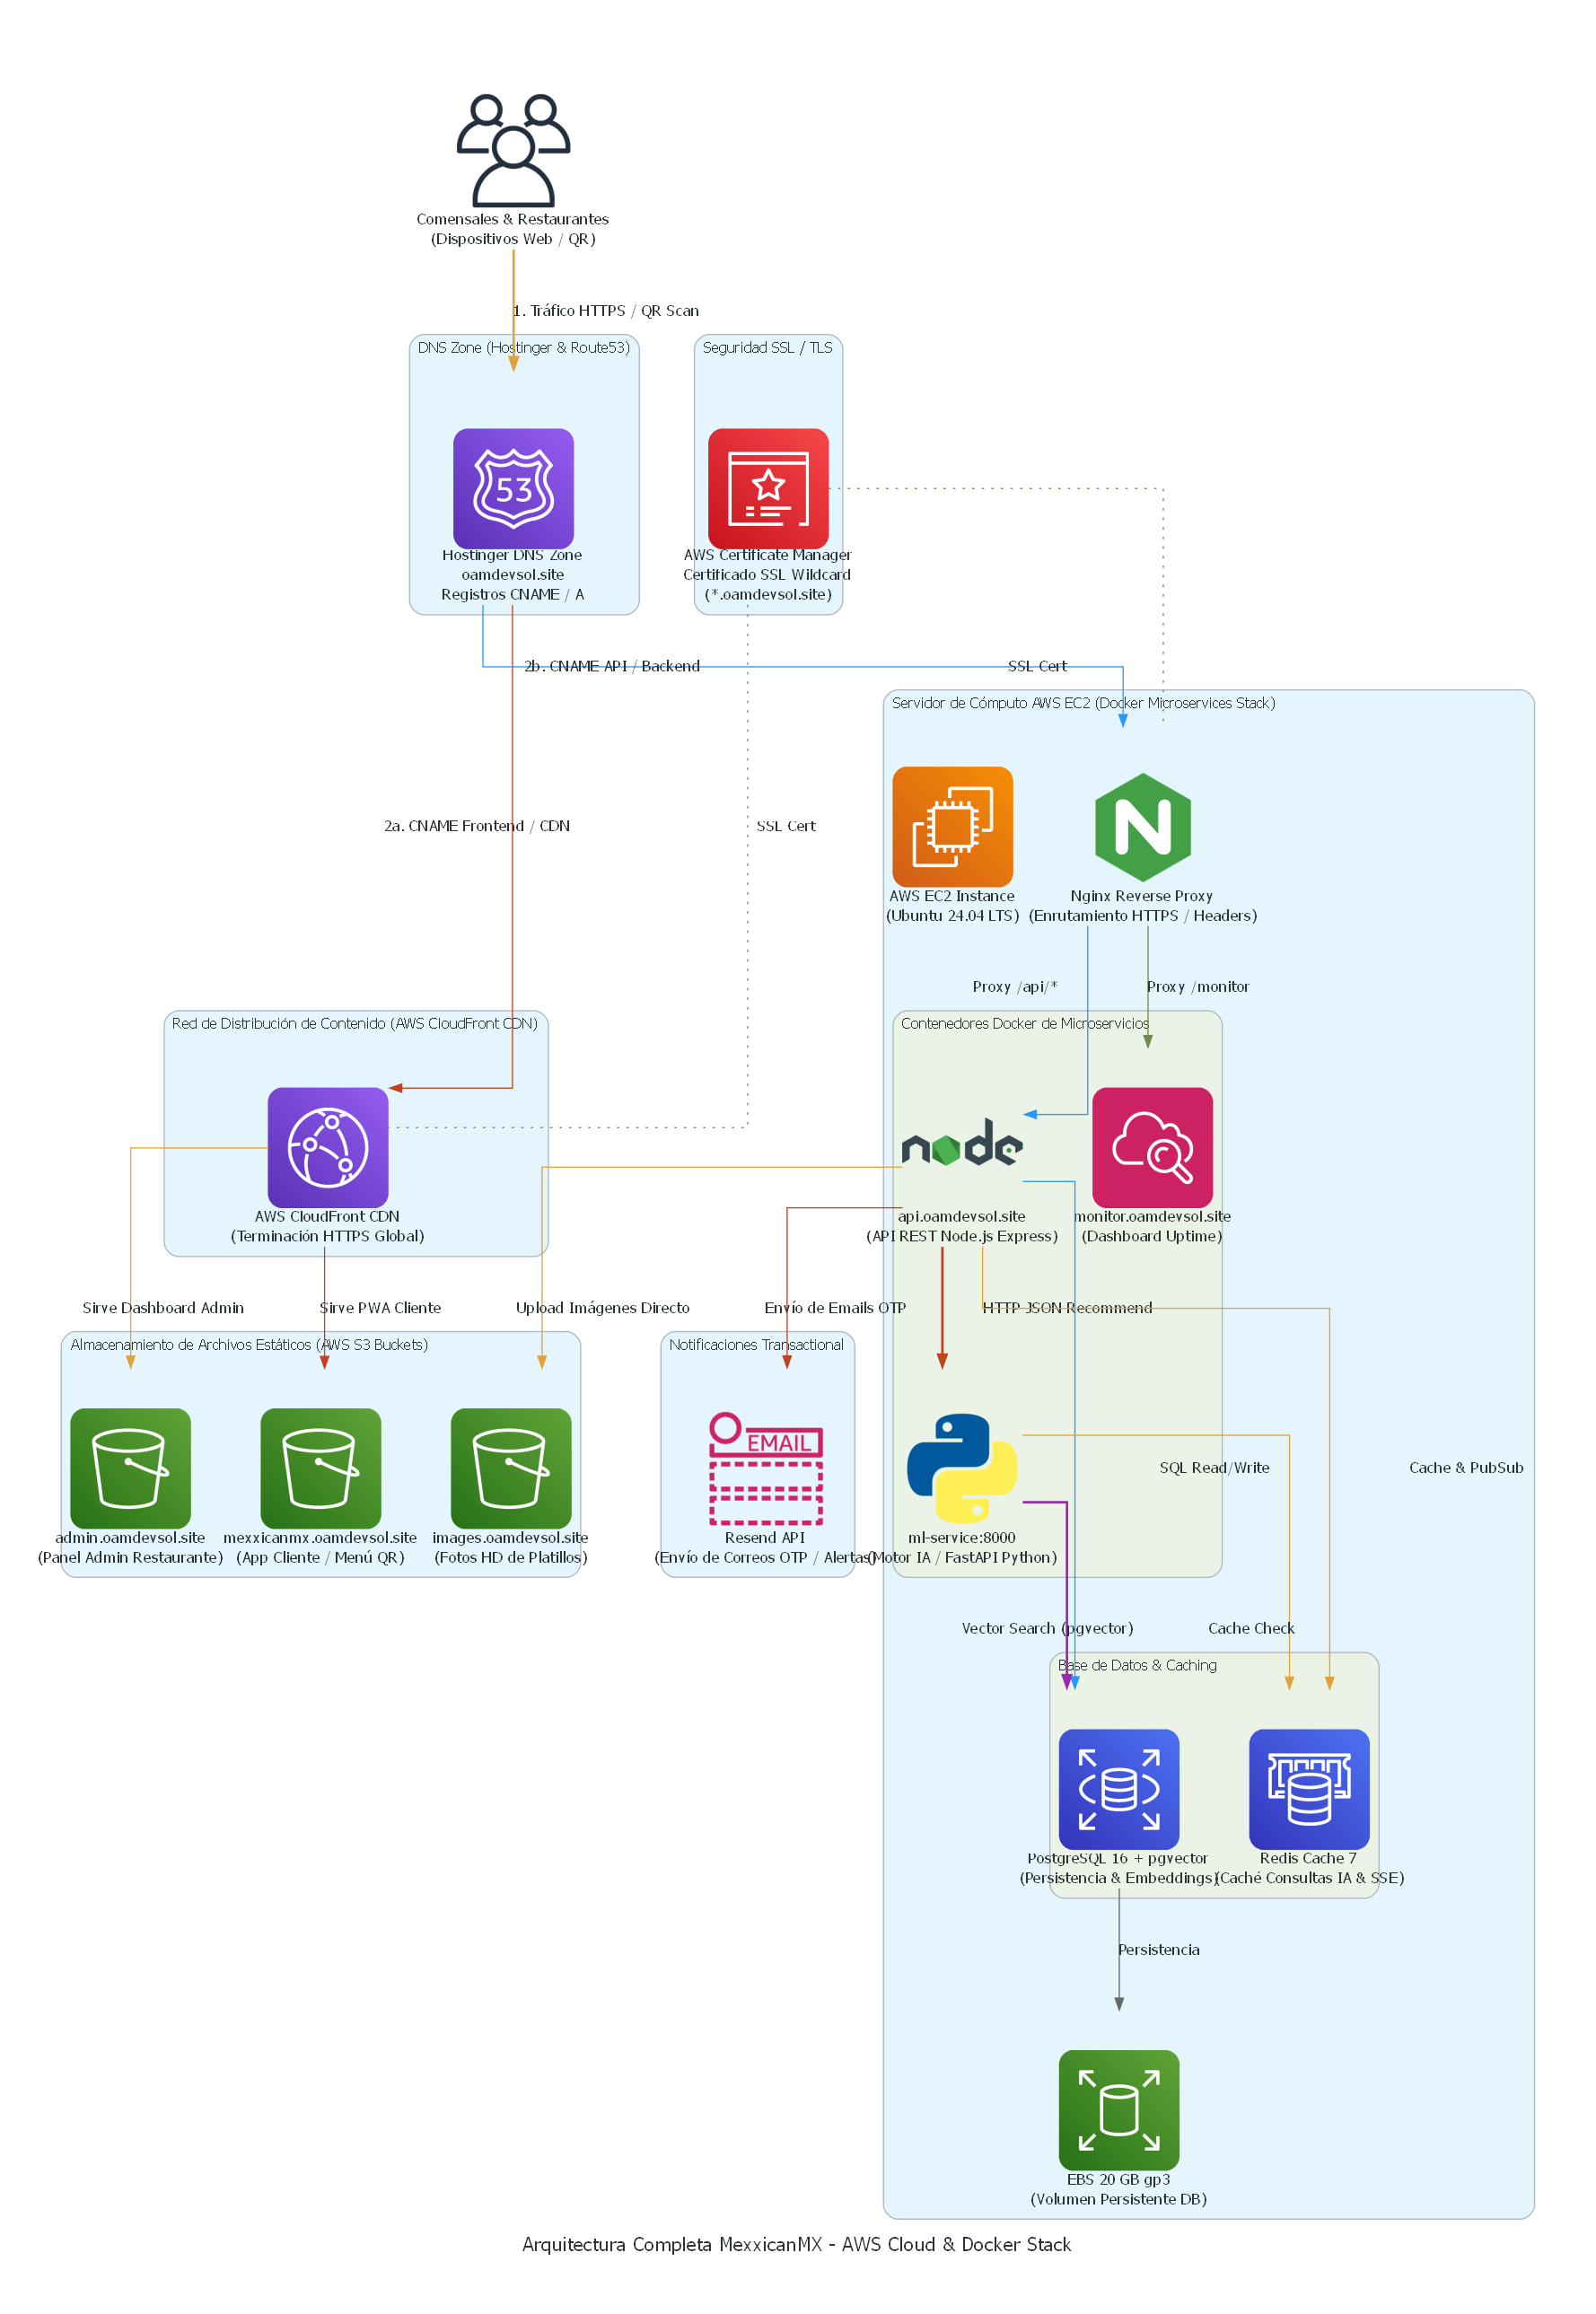 Comensales & Restaurantes
(Dispositivos Web / QR)
1. Tráfico HTTPS / QR Scan
DNS Zone (Hostinger & Route53)
Seguridad SSL / TLS
53
Hostinger DNS Zone
oamdevsol.site
Registros CNAME / A
AWS Certificate Manager
Certificado SSL Wildcard
(*.oamdevsol.site)
2b. CNAME API / Backend
SSL Cert
Servidor de Cómputo AWS EC2 (Docker Microservices Stack)
2a. CNAME Frontend / CDN
SSL Cert
N
AWS EC2 Instance
(Ubuntu 24.04 LTS)
Nginx Reverse Proxy
(Enrutamiento HTTPS / Headers)
Proxy /api/*
Proxy /monitor
Red de Distribución de Contenido (AWS CloudFront CDN)
Contenedores Docker de Microservicios
node
AWS CloudFront CDN
(Terminación HTTPS Global)
api.oamdevsol.site
(API REST Node.js Express)
monitor.oamdevsol.site
(Dashboard Uptime)
Sirve Dashboard Admin
Sirve PWA Cliente
Upload Imágenes Directo
Envío de Emails OTP
HTTP JSON Recommend
Almacenamiento de Archivos Estáticos (AWS S3 Buckets)
Notificaciones Transactional
EMAIL
SQL Read/Write
Cache & PubSub
admin.oamdevsol.site
(Panel Admin Restaurante)
mexxicanmx.oamdevsol.site
(App Cliente / Menú QR)
images.oamdevsol.site
(Fotos HD de Platillos)
Resend API
(Envío de Correos OTP / Alertas)
ml-service:8000
(Motor IA / FastAPI Python)
Vector Search (pgvector)
Cache Check
Base de Datos & Caching
PostgreSQL 16 + pgvector
(Persistencia & Embeddings)
Redis Cache 7
(Caché Consultas IA & SSE)
Persistencia
EBS 20 GB gp3
(Volumen Persistente DB)
Arquitectura Completa MexxicanMX - AWS Cloud & Docker Stack